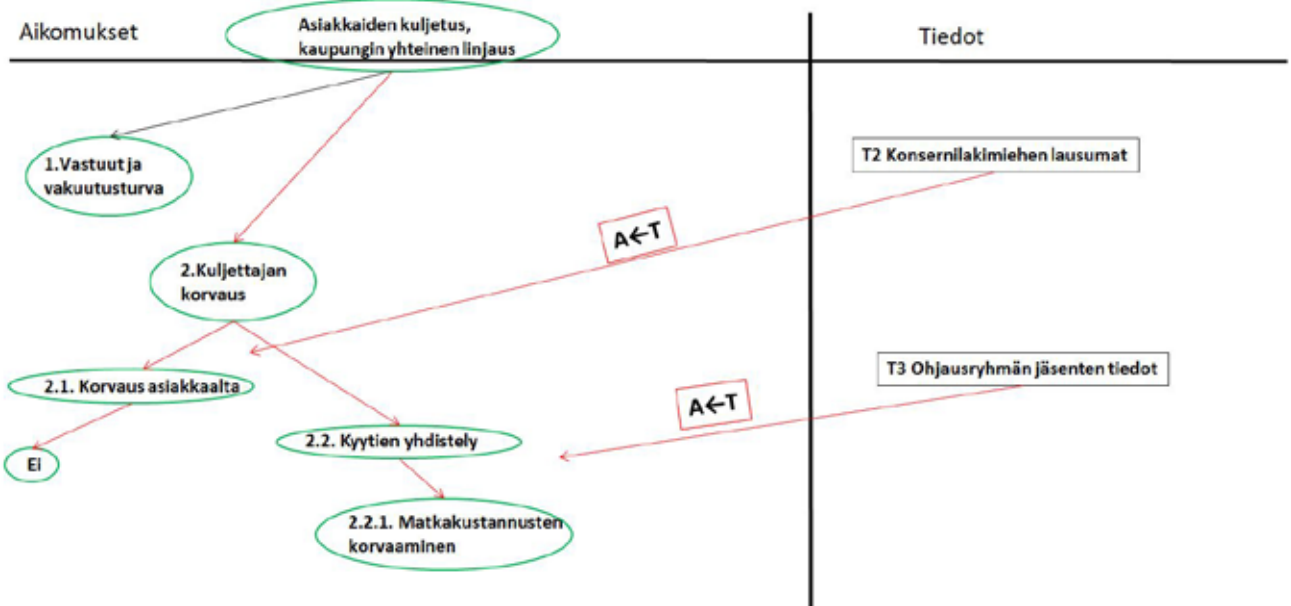 Aikomukset
Asiakkaiden kuljetus,
kaupungin yhteinen linjaus
Tiedot
1.Vastuut ja
vakuutusturva
T2 Konsernilakimiehen lausumat
A←T
2.Kuljettajan
korvaus
2.1. Korvaus asiakkaalta
T3 Ohjausryhmän jäsenten tiedot
A←T
2.2. Kyytien yhdistely
Ei
2.2.1. Matkakustannusten
korvaaminen